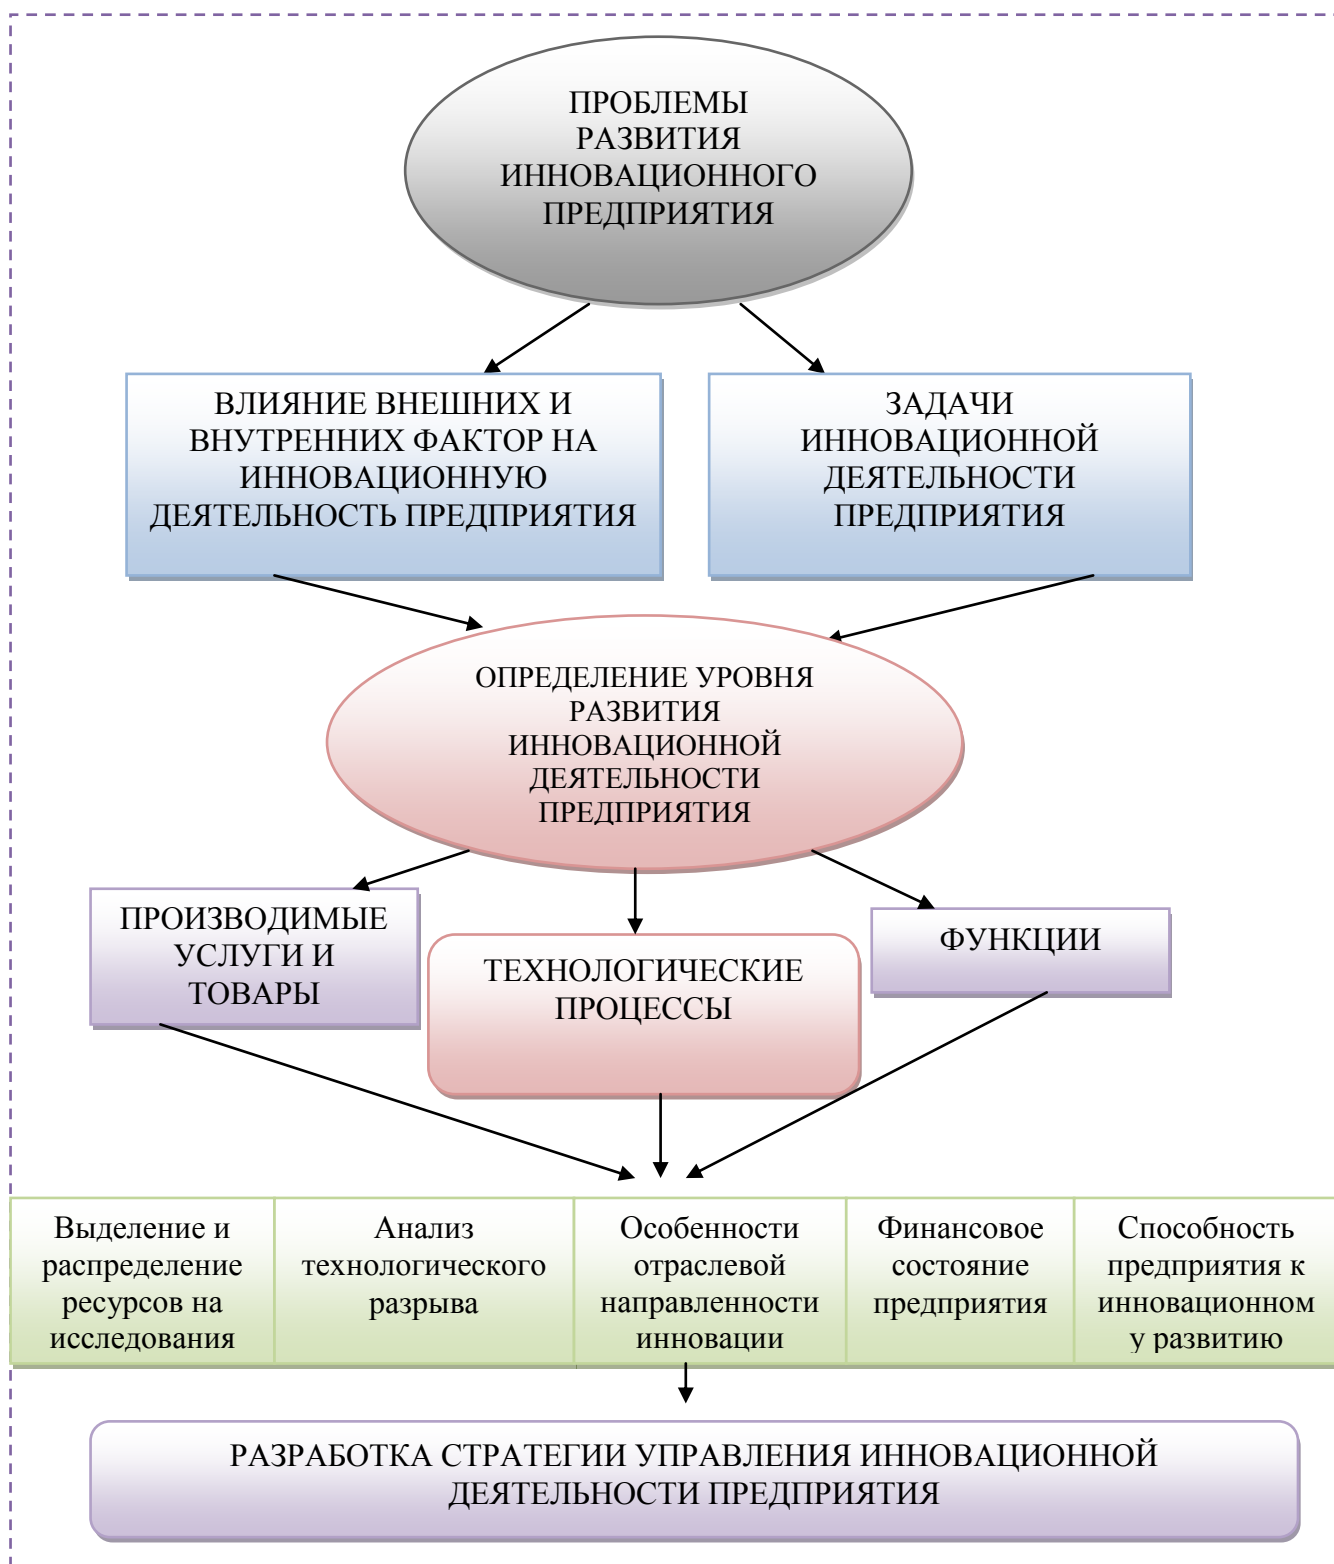 ПРОБЛЕМЫ
РАЗВИТИЯ
ИННОВАЦИОННОГО
ПРЕДПРИЯТИЯ
ВЛИЯНИЕ ВНЕШНИХ И
ВНУТРЕННИХ ФАКТОР НА
ИННОВАЦИОННУЮ
ДЕЯТЕЛЬНОСТЬ ПРЕДПРИЯТИЯ
ЗАДАЧИ
ИННОВАЦИОННОЙ
ДЕЯТЕЛЬНОСТИ
ПРЕДПРИЯТИЯ
ОПРЕДЕЛЕНИЕ УРОВНЯ
РАЗВИТИЯ
ИННОВАЦИОННОЙ
ДЕЯТЕЛЬНОСТИ
ПРЕДПРИЯТИЯ
ПРОИЗВОДИМЫЕ
УСЛУГИ И
ТОВАРЫ
ТЕХНОЛОГИЧЕСКИЕ
ПРОЦЕССЫ
ФУНКЦИИ
Выделение и
распределение
ресурсов на
исследования
Анализ
технологического
разрыва
Особенности
отраслевой
направленности
инновации
Финансовое
состояние
предприятия
Способность
предприятия к
инновационном
у развитию
РАЗРАБОТКА СТРАТЕГИИ УПРАВЛЕНИЯ ИННОВАЦИОННОЙ
ДЕЯТЕЛЬНОСТИ ПРЕДПРИЯТИЯ